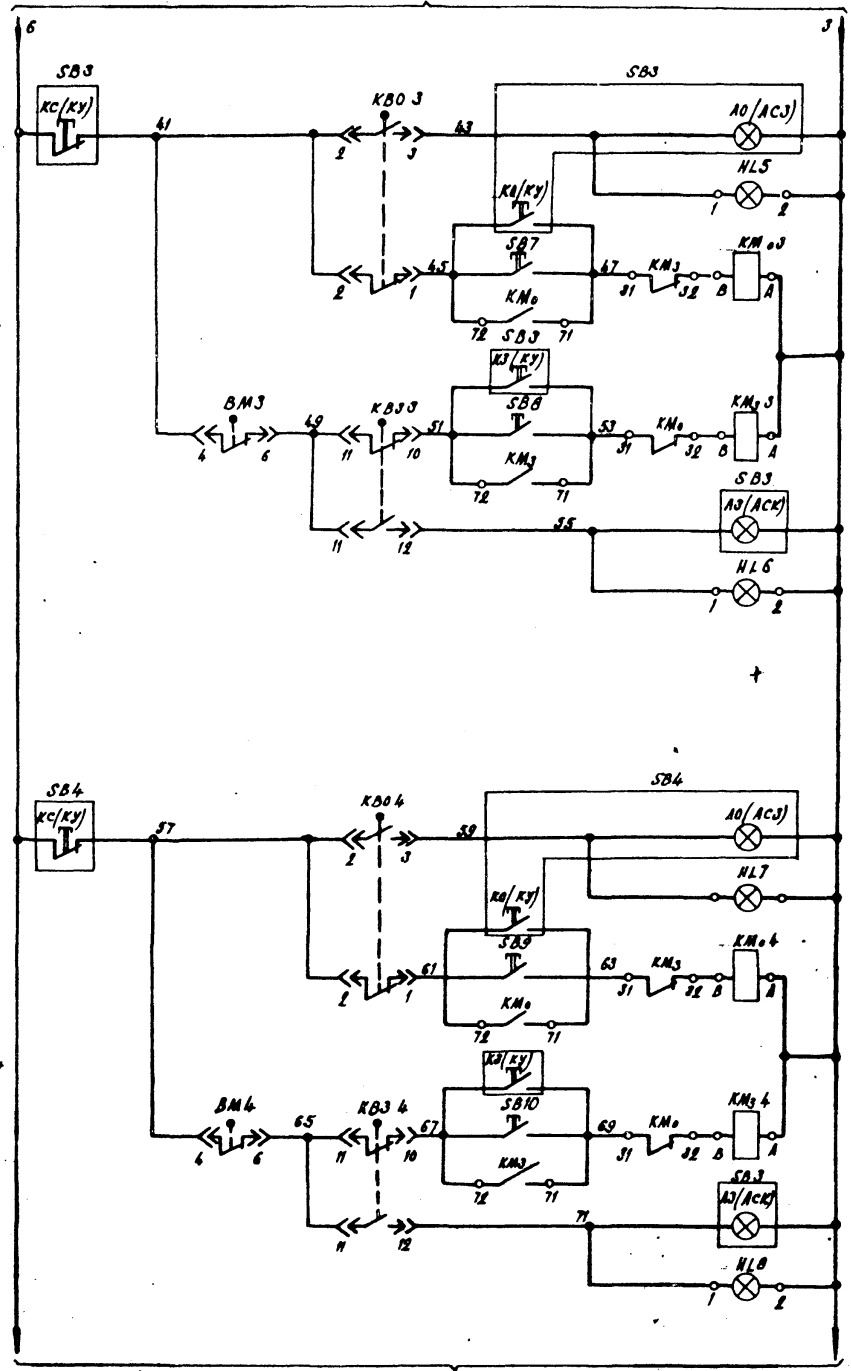 6 3
SB3 SB3
КС(КУ) КВО 3 АО(АСЗ)
41 43
2 3
HL5
КО(КУ) 1 2
SB7 КМо 3
45 47 КМз
2 1 31 32 В А
КМо
72 71
SB3
КЗ(КУ)
ВМ3 КВЗ 3 SB8 КМз 3
49 51 53 КМо
4 6 11 10 31 32 В А
КМз
72 71 SB3
АЗ(АСК)
55
11 12
HL6
1 2
SB4 SB4
КС(КУ) КВО 4 АО(АСЗ)
57 59
2 3
HL7
КО(КУ)
SB9 КМо 4
61 63 КМз
2 1 31 32 В А
КМо
72 71
КЗ(КУ)
ВМ4 КВЗ 4 SB10 КМз 4
65 67 69 КМо
4 6 11 10 31 32 В А
КМЗ
72 71 SB3
АЗ(АСК)
71
11 12
HL8
1 2